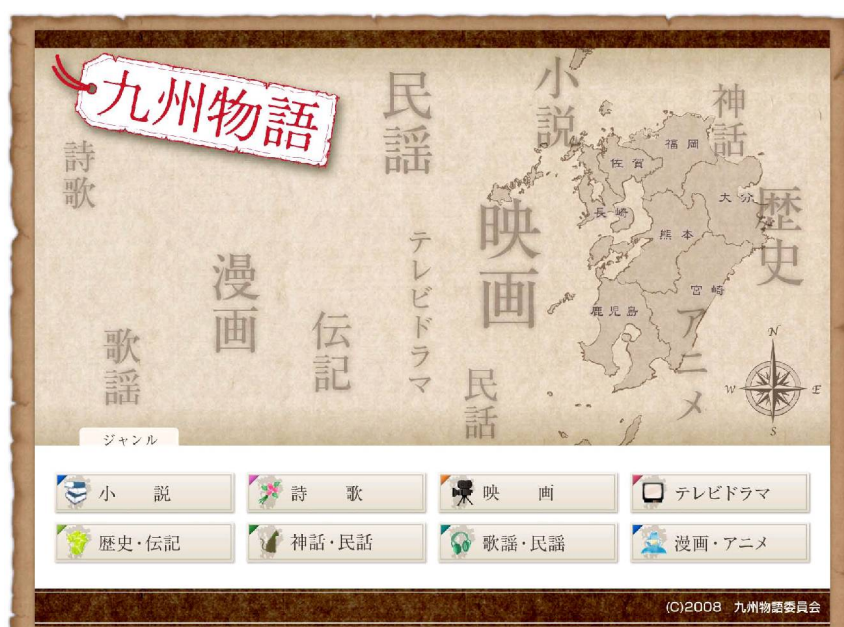 九州物語
民謡
小説
神話
詩歌
福岡
佐賀
大分
歴史
長崎
映画
熊本
テレビドラマ
漫画
宮崎
鹿児島
アニメ
伝記
歌謡
民話
N
W
E
S
ジャンル
小説
詩歌
映画
テレビドラマ
歴史・伝記
神話・民話
歌謡・民謡
漫画・アニメ
(C)2008 九州物語委員会